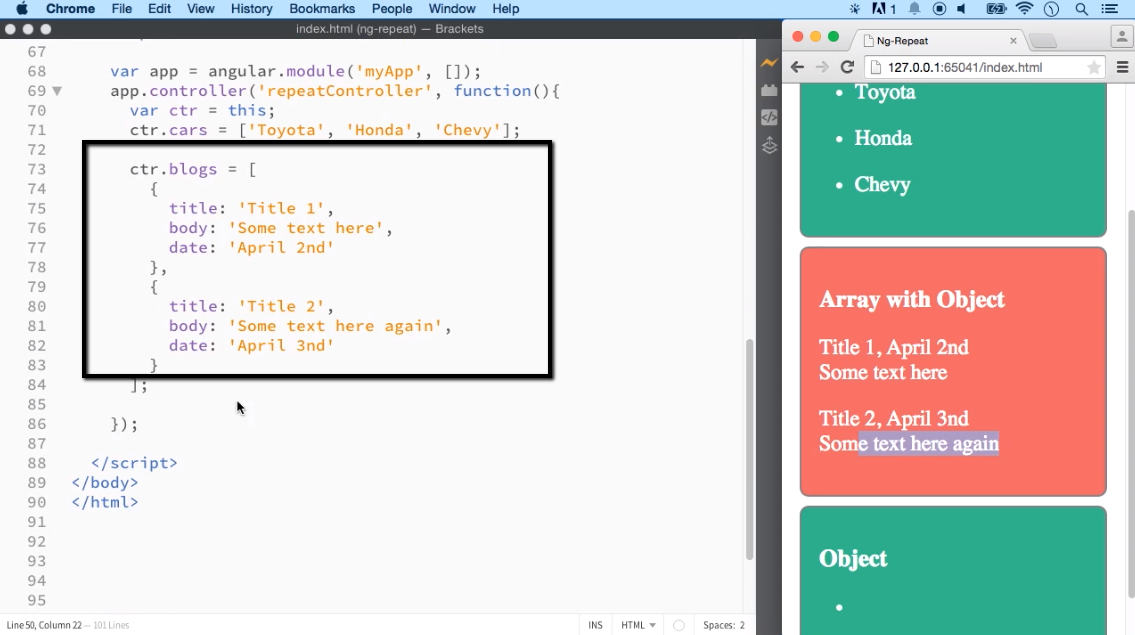 Chrome File Edit View History Bookmarks People Window Help 1
index.html (ng-repeat) — Brackets
67
68 var app = angular.module('myApp', []);
69 app.controller('repeatController', function(){
70 var ctr = this;
71 ctr.cars = ['Toyota', 'Honda', 'Chevy'];
72
73 ctr.blogs = [
74 {
75 title: 'Title 1',
76 body: 'Some text here',
77 date: 'April 2nd'
78 },
79 {
80 title: 'Title 2',
81 body: 'Some text here again',
82 date: 'April 3nd'
83 }
84 ];
85
86 });
87
88 </script>
89 </body>
90 </html>
91
92
93
94
95
Line 50, Column 22 — 101 Lines
INS HTML Spaces: 2
Ng-Repeat
127.0.0.1:65041/index.html
• Toyota
• Honda
• Chevy
Array with Object
Title 1, April 2nd
Some text here
Title 2, April 3nd
Some text here again
Object
•